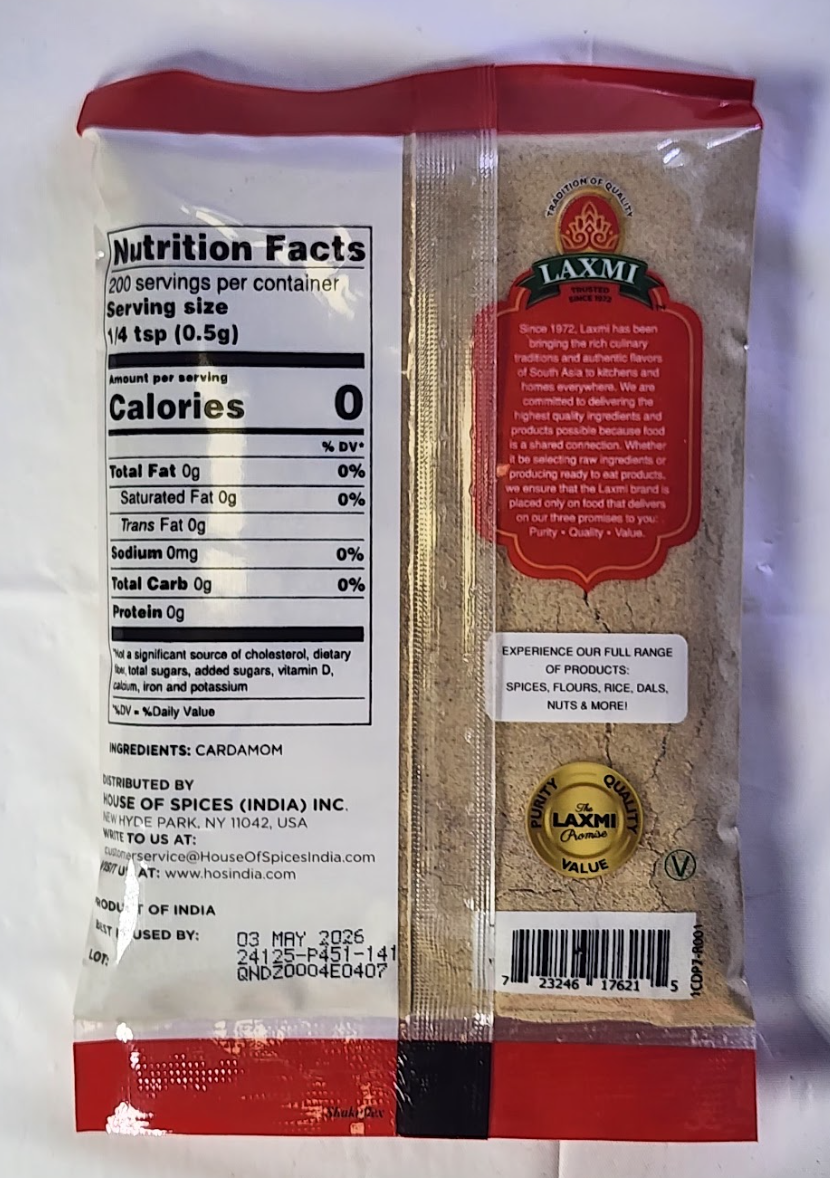 Nutrition Facts
200 servings per container
Serving size
1/4 tsp (0.5g)
Amount per serving
Calories 0
% DV*
Total Fat 0g 0%
Saturated Fat 0g 0%
Trans Fat 0g
Sodium 0mg 0%
Total Carb 0g 0%
Protein 0g
Not a significant source of cholesterol, dietary
fiber, total sugars, added sugars, vitamin D,
calcium, iron and potassium
*%DV = %Daily Value
INGREDIENTS: CARDAMOM
DISTRIBUTED BY
HOUSE OF SPICES (INDIA) INC.
NEW HYDE PARK, NY 11042, USA
WRITE TO US AT:
customerservice@HouseOfSpicesIndia.com
VISIT US AT: www.hosindia.com
PRODUCT OF INDIA
BEST IF USED BY: 03 MAY 2026
24125-P451-141
LOT: QNDZ0004E0407
TRADITION OF QUALITY
LAXMI
TRUSTED
SINCE 1972
Since 1972, Laxmi has been
bringing the rich culinary
traditions and authentic flavors
of South Asia to kitchens and
homes everywhere. We are
committed to delivering the
highest quality ingredients and
products possible because food
is a shared connection. Whether
it be selecting raw ingredients or
producing ready to eat products,
we ensure that the Laxmi brand is
placed only on food that delivers
on our three promises to you:
Purity • Quality • Value.
EXPERIENCE OUR FULL RANGE
OF PRODUCTS:
SPICES, FLOURS, RICE, DALS,
NUTS & MORE!
PURITY QUALITY
The
LAXMI
Promise
VALUE
V
7 23246 17621 5
1CDP7-R001